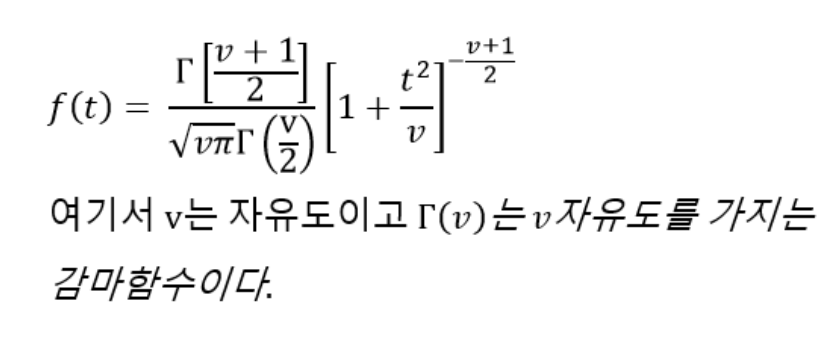 f(t) = Γ[(v + 1)/2] / (√(vπ)Γ(v/2)) [1 + t²/v]^(-(v+1)/2)
여기서 v는 자유도이고 Γ(v)는 v자유도를 가지는
감마함수이다.